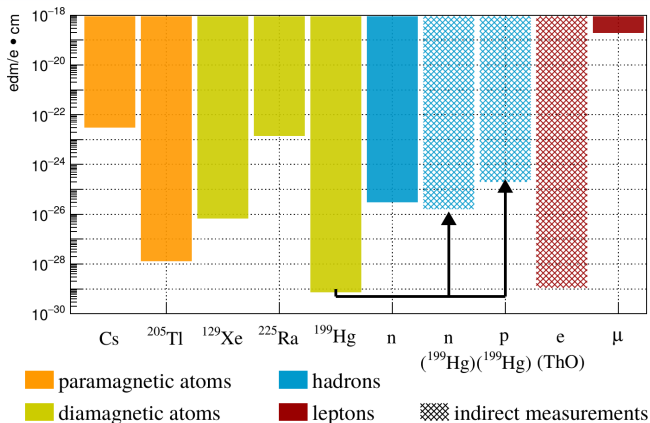 edm/e • cm
10⁻¹⁸
10⁻²⁰
10⁻²²
10⁻²⁴
10⁻²⁶
10⁻²⁸
10⁻³⁰
Cs ²⁰⁵Tl ¹²⁹Xe ²²⁵Ra ¹⁹⁹Hg n n p e μ
(¹⁹⁹Hg) (¹⁹⁹Hg) (ThO)
paramagnetic atoms hadrons
diamagnetic atoms leptons indirect measurements